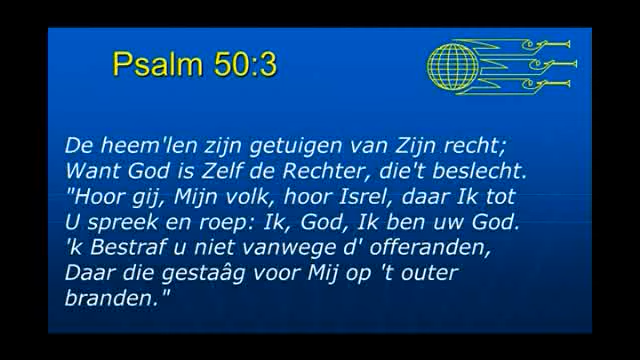 Psalm 50:3
De heem'len zijn getuigen van Zijn recht;
Want God is Zelf de Rechter, die't beslecht.
"Hoor gij, Mijn volk, hoor Isrel, daar Ik tot
U spreek en roep: Ik, God, Ik ben uw God.
'k Bestraf u niet vanwege d' offeranden,
Daar die gestaâg voor Mij op 't outer
branden."